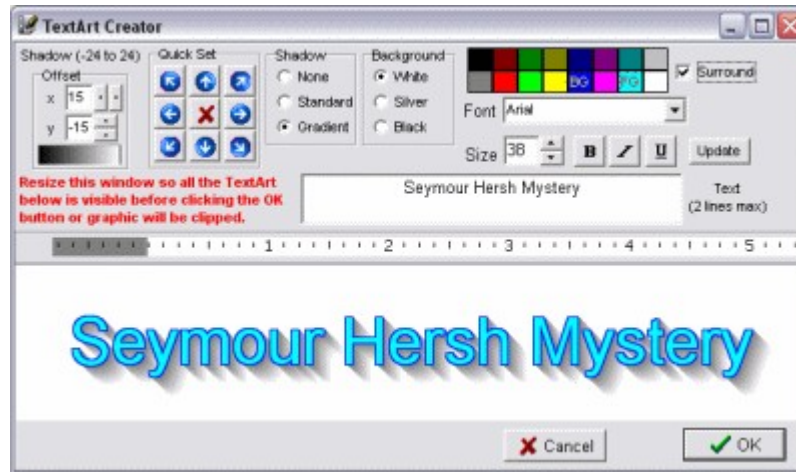 TextArt Creator
Shadow (-24 to 24)
Offset
x 15
y -15
Quick Set
Shadow
None
Standard
Gradient
Background
White
Silver
Black
BG
FG
Surround
Font Arial
Size 38
B I U
Update
Resize this window so all the TextArt
below is visible before clicking the OK
button or graphic will be clipped.
Seymour Hersh Mystery
Text
(2 lines max)
1 2 3 4 5
Seymour Hersh Mystery
Cancel
OK